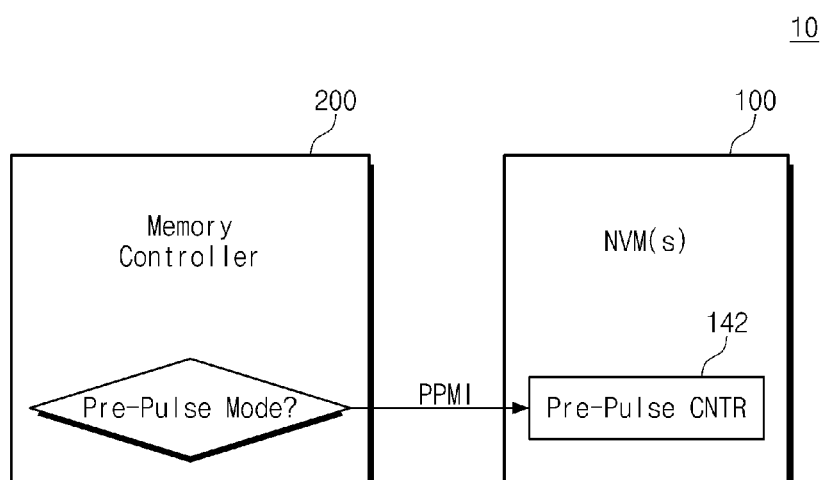 10
200
100
Memory
Controller
NVM(s)
142
Pre-Pulse Mode?
PPMI
Pre-Pulse CNTR